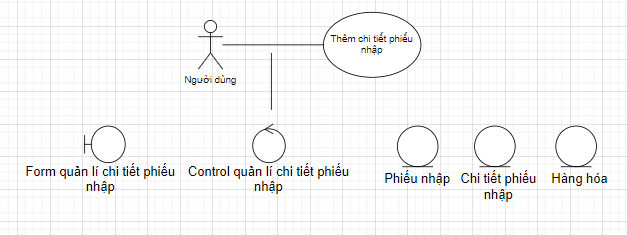 Thêm chi tiết phiếu
nhập
Người dùng
Form quản lí chi tiết phiếu
nhập
Control quản lí chi tiết phiếu
nhập
Phiếu nhập
Chi tiết phiếu
nhập
Hàng hóa